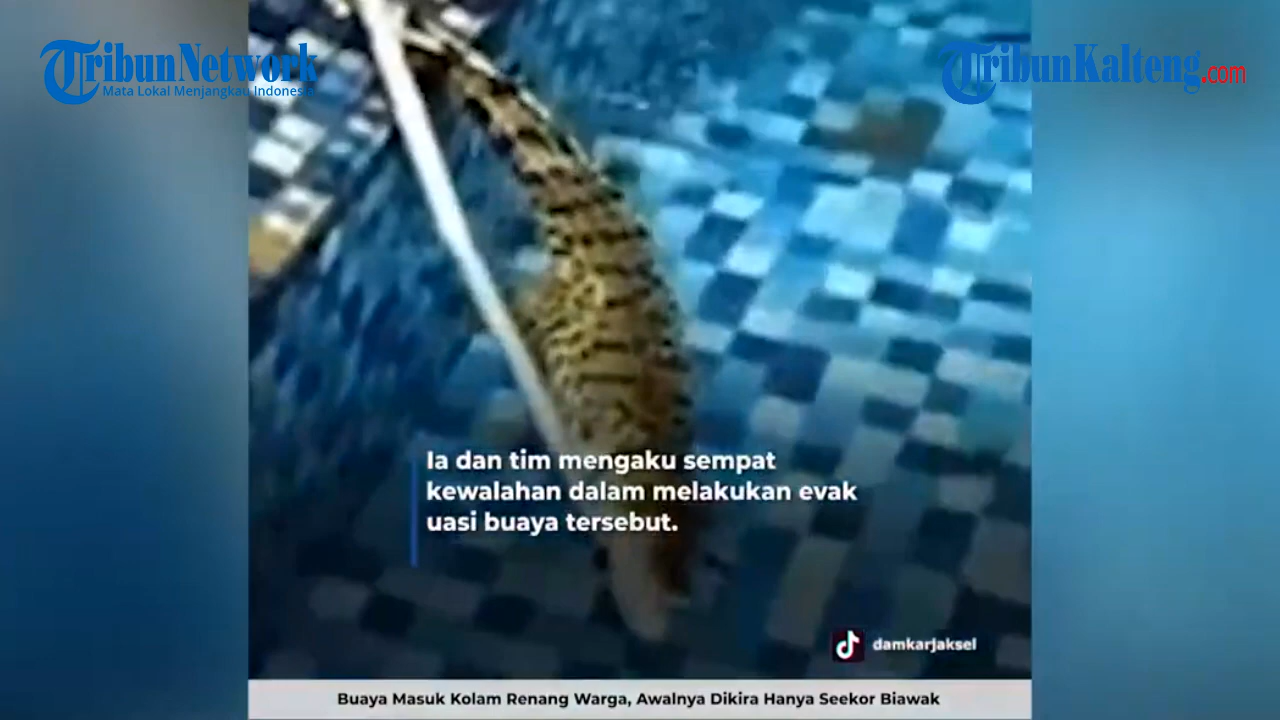 TribunNetwork
Mata Lokal Menjangkau Indonesia
TribunKalteng.com
Ia dan tim mengaku sempat
kewalahan dalam melakukan evak
uasi buaya tersebut.
damkarjaksel
Buaya Masuk Kolam Renang Warga, Awalnya Dikira Hanya Seekor Biawak